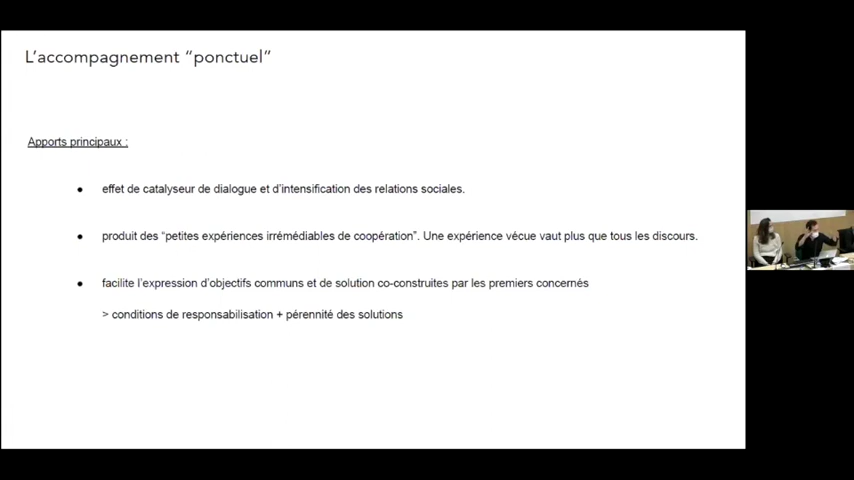 L’accompagnement “ponctuel”
Apports principaux :
● effet de catalyseur de dialogue et d’intensification des relations sociales.
● produit des “petites expériences irrémédiables de coopération”. Une expérience vécue vaut plus que tous les discours.
● facilite l’expression d’objectifs communs et de solution co-construites par les premiers concernés
> conditions de responsabilisation + pérennité des solutions